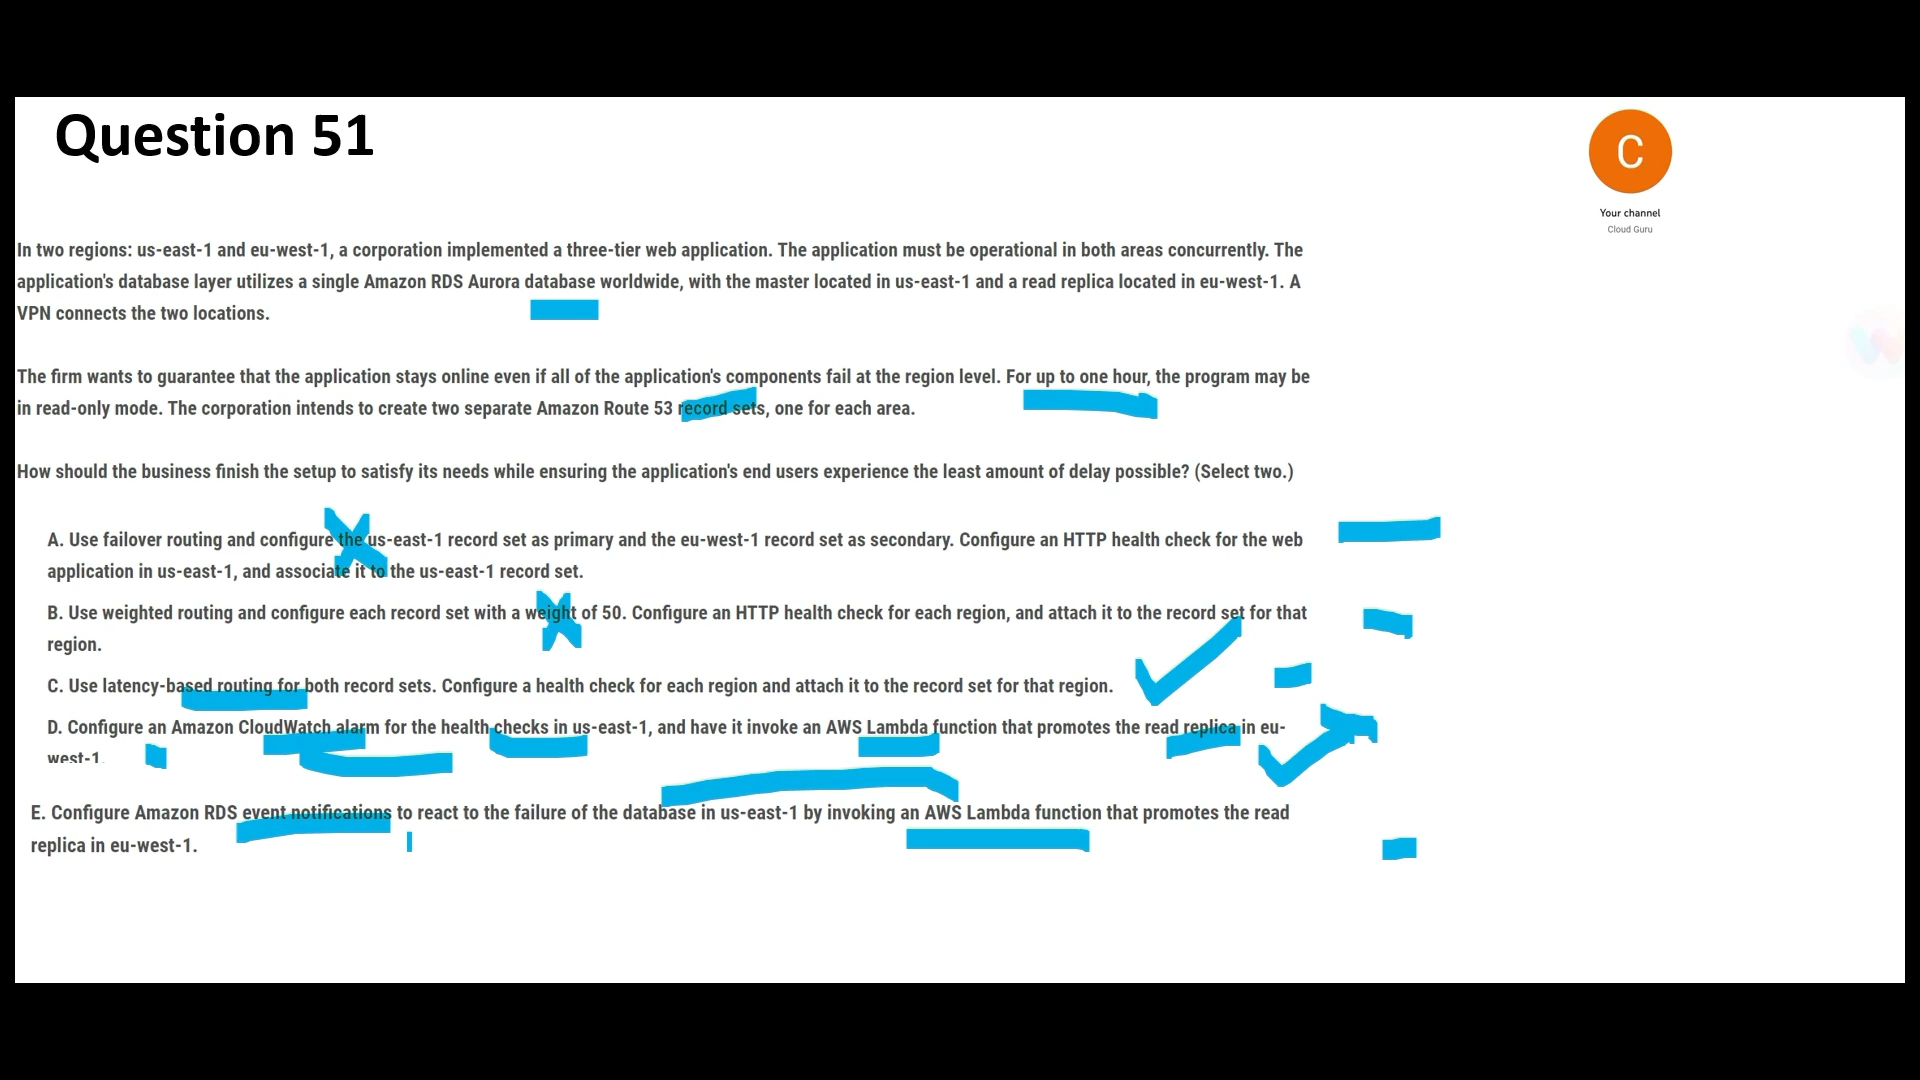 Question 51
C
Your channel
Cloud Guru
In two regions: us-east-1 and eu-west-1, a corporation implemented a three-tier web application. The application must be operational in both areas concurrently. The
application's database layer utilizes a single Amazon RDS Aurora database worldwide, with the master located in us-east-1 and a read replica located in eu-west-1. A
VPN connects the two locations.
The firm wants to guarantee that the application stays online even if all of the application's components fail at the region level. For up to one hour, the program may be
in read-only mode. The corporation intends to create two separate Amazon Route 53 record sets, one for each area.
How should the business finish the setup to satisfy its needs while ensuring the application's end users experience the least amount of delay possible? (Select two.)
A. Use failover routing and configure the us-east-1 record set as primary and the eu-west-1 record set as secondary. Configure an HTTP health check for the web
application in us-east-1, and associate it to the us-east-1 record set.
B. Use weighted routing and configure each record set with a weight of 50. Configure an HTTP health check for each region, and attach it to the record set for that
region.
C. Use latency-based routing for both record sets. Configure a health check for each region and attach it to the record set for that region.
D. Configure an Amazon CloudWatch alarm for the health checks in us-east-1, and have it invoke an AWS Lambda function that promotes the read replica in eu-
west-1.
E. Configure Amazon RDS event notifications to react to the failure of the database in us-east-1 by invoking an AWS Lambda function that promotes the read
replica in eu-west-1.